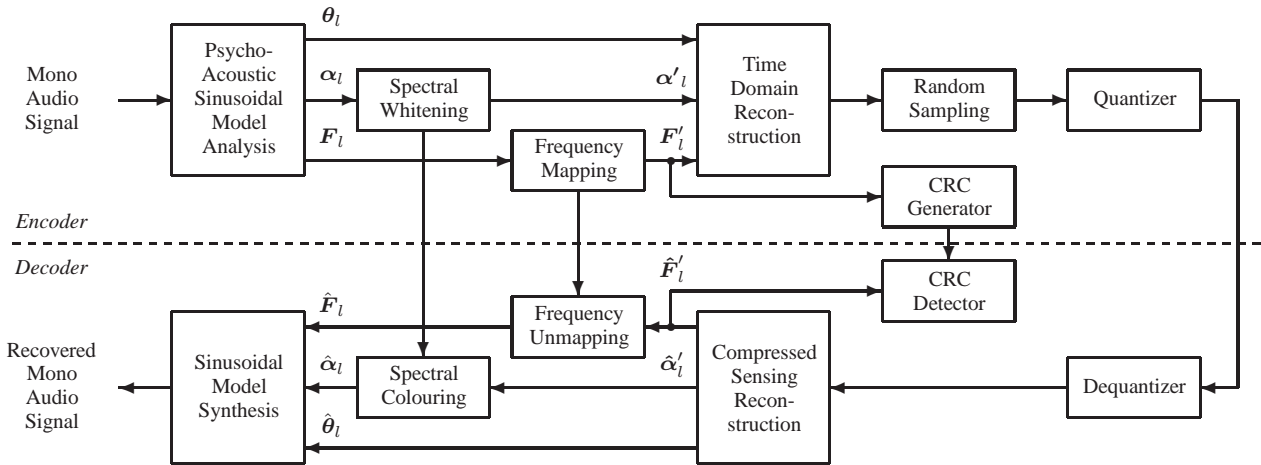 θ_l
Psycho-
Acoustic
Sinusoidal
Model
Analysis
Mono
Audio
Signal
α_l
Spectral
Whitening
α'_l
Time
Domain
Recon-
struction
Random
Sampling
Quantizer
F_l
Frequency
Mapping
F'_l
CRC
Generator
Encoder
Decoder
F̂'_l
CRC
Detector
F̂_l
Frequency
Unmapping
Recovered
Mono
Audio
Signal
Sinusoidal
Model
Synthesis
α̂_l
Spectral
Colouring
α̂'_l
Compressed
Sensing
Recon-
struction
Dequantizer
θ̂_l